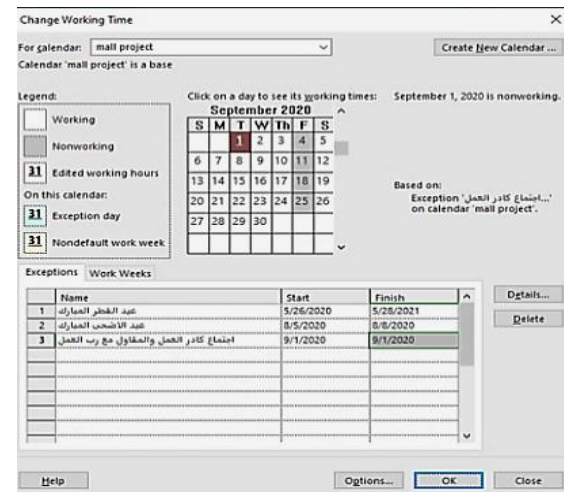 Change Working Time
For calendar: mall project
Create New Calendar ...
Calendar 'mall project' is a base
Legend:
Working
Nonworking
31 Edited working hours
On this calendar:
31 Exception day
31 Nondefault work week
Click on a day to see its working times:
September 2020
S M T W Th F S
1 2 3 4 5
6 7 8 9 10 11 12
13 14 15 16 17 18 19
20 21 22 23 24 25 26
27 28 29 30
September 1, 2020 is nonworking.
Based on:
Exception 'اجتماع كادر العمل...'
on calendar 'mall project'.
Exceptions Work Weeks
Name Start Finish
1 عيد الفطر المبارك 5/26/2020 5/28/2021
2 عيد الأضحى المبارك 8/5/2020 8/8/2020
3 اجتماع كادر العمل والمقاول مع رب العمل 9/1/2020 9/1/2020
Details...
Delete
Help
Options...
OK
Close